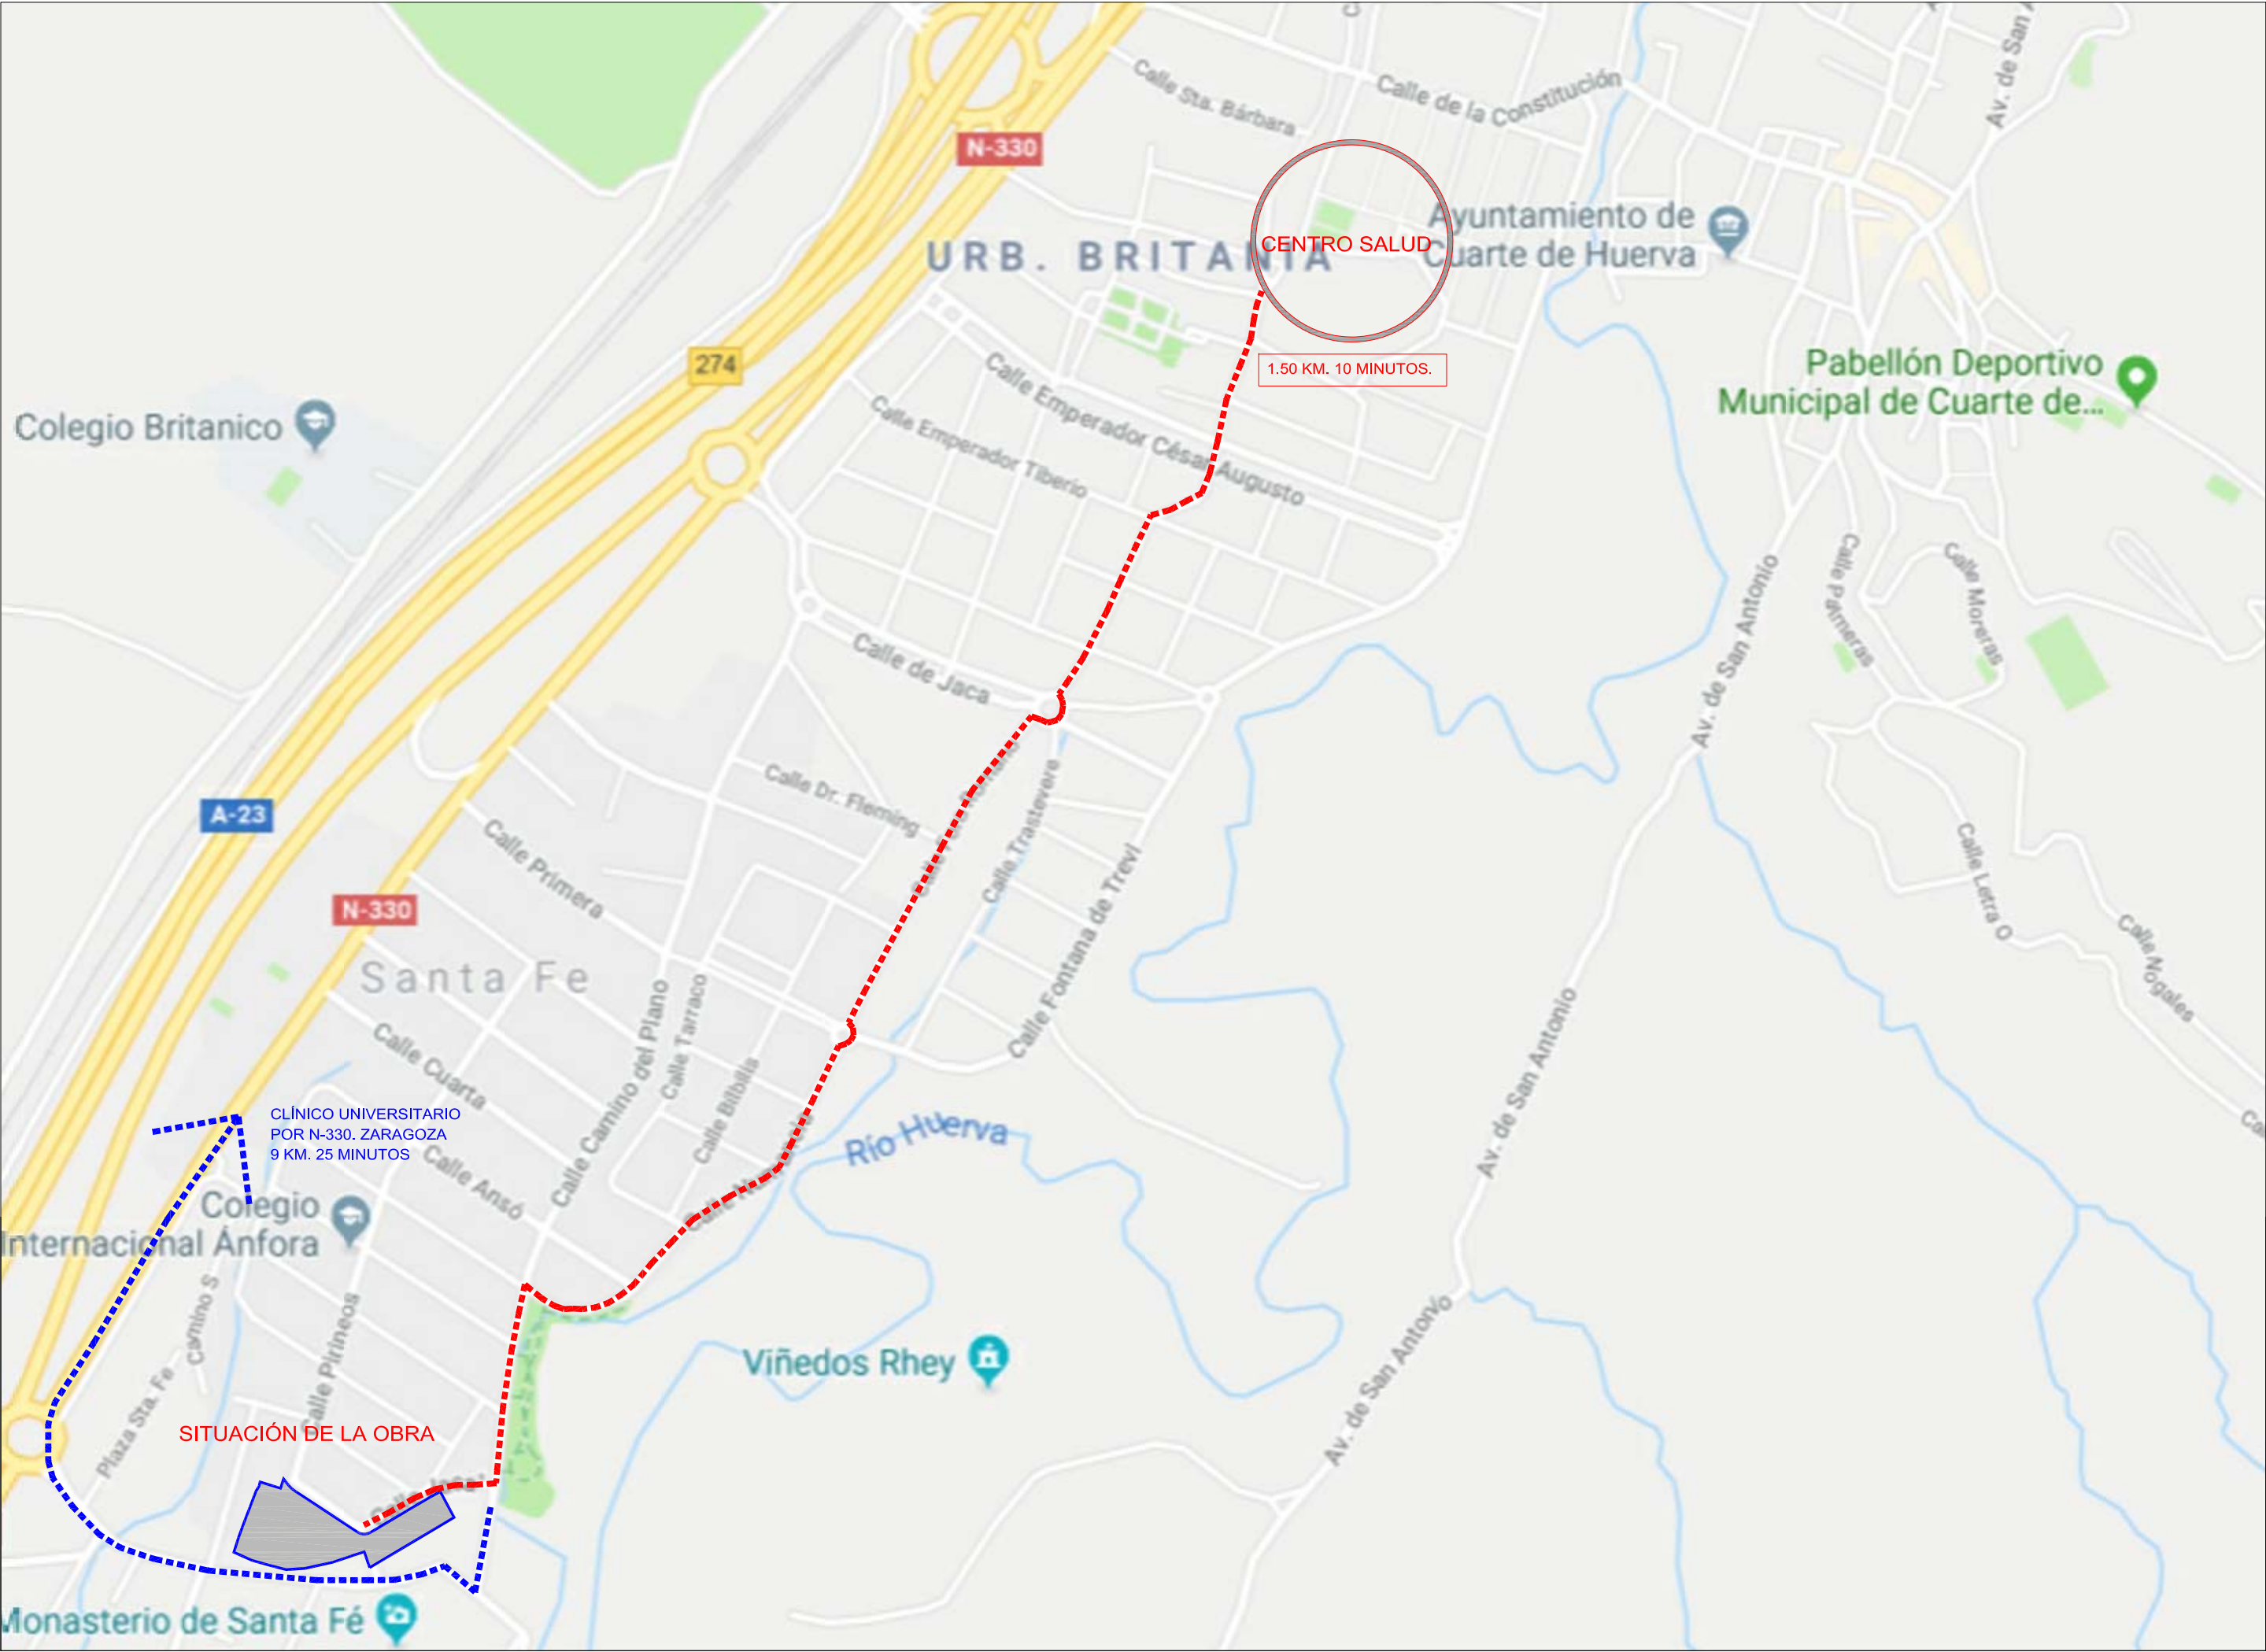 Calle Sta. Bárbara
Calle de la Constitución
Av. de San
N-330
URB. BRITANIA
CENTRO SALUD
Ayuntamiento de
Cuarte de Huerva
1.50 KM. 10 MINUTOS.
274
Pabellón Deportivo
Municipal de Cuarte de...
Colegio Britanico
Calle Emperador César Augusto
Calle Emperador Tiberio
Calle Palmeras
Calle Moreras
Av. de San Antonio
Calle de Jaca
Calle Dr. Fleming
Calle Trastevere
A-23
Calle Primera
Calle Fontana de Trevi
Calle Letra O
N-330
Santa Fe
Calle Nogales
Calle Camino del Plano
Calle Tarraco
Calle Cuarta
Calle Bilbilis
Av. de San Antonio
CLÍNICO UNIVERSITARIO
POR N-330. ZARAGOZA
9 KM. 25 MINUTOS
Río Huerva
Calle Ansó
Colegio
Internacional Ánfora
Camino S
Calle Pirineos
Viñedos Rhey
Av. de San Antonio
Plaza Sta. Fe
SITUACIÓN DE LA OBRA
Monasterio de Santa Fé